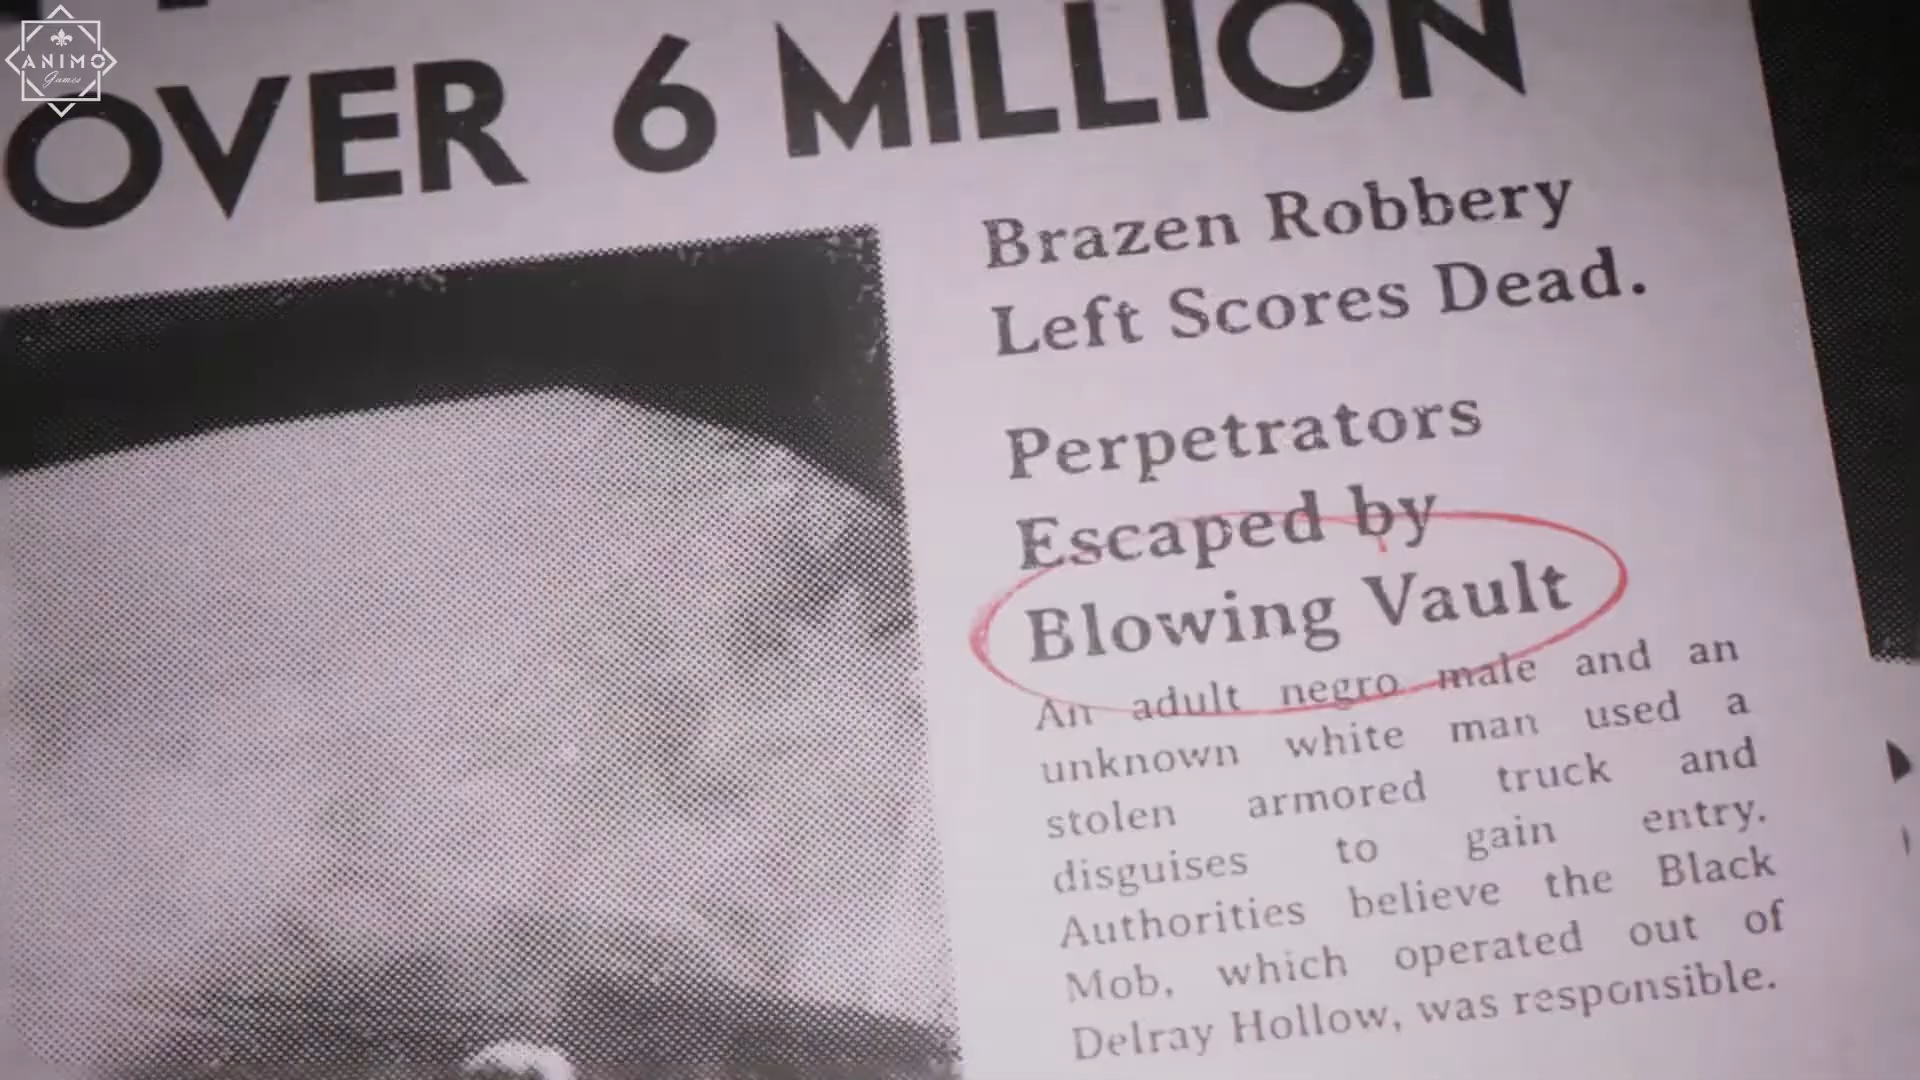 ANIMO
Games
OVER 6 MILLION
Brazen Robbery
Left Scores Dead.
Perpetrators
Escaped by
Blowing Vault
An adult negro male and an
unknown white man used a
stolen armored truck and
disguises to gain entry.
Authorities believe the Black
Mob, which operated out of
Delray Hollow, was responsible.